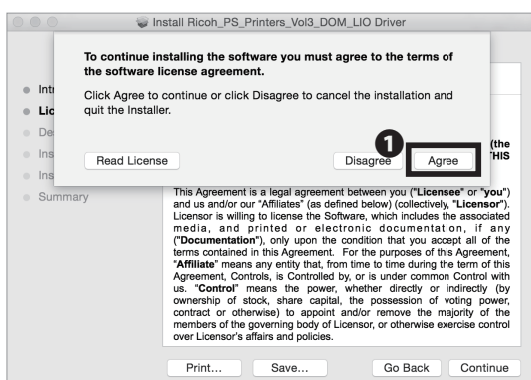 Install Ricoh_PS_Printers_Vol3_DOM_LIO Driver
To continue installing the software you must agree to the terms of
the software license agreement.
Click Agree to continue or click Disagree to cancel the installation and
quit the Installer.
1
Read License
Disagree
Agree
Summary
(the
THIS
This Agreement is a legal agreement between you ("Licensee" or "you")
and us and/or our "Affiliates" (as defined below) (collectively, "Licensor").
Licensor is willing to license the Software, which includes the associated
media, and printed or electronic documentation, if any
("Documentation"), only upon the condition that you accept all of the
terms contained in this Agreement. For the purposes of this Agreement,
"Affiliate" means any entity that, from time to time during the term of this
Agreement, Controls, is Controlled by, or is under common Control with
us. "Control" means the power, whether directly or indirectly (by
ownership of stock, share capital, the possession of voting power,
contract or otherwise) to appoint and/or remove the majority of the
members of the governing body of Licensor, or otherwise exercise control
over Licensor's affairs and policies.
Print...
Save...
Go Back
Continue